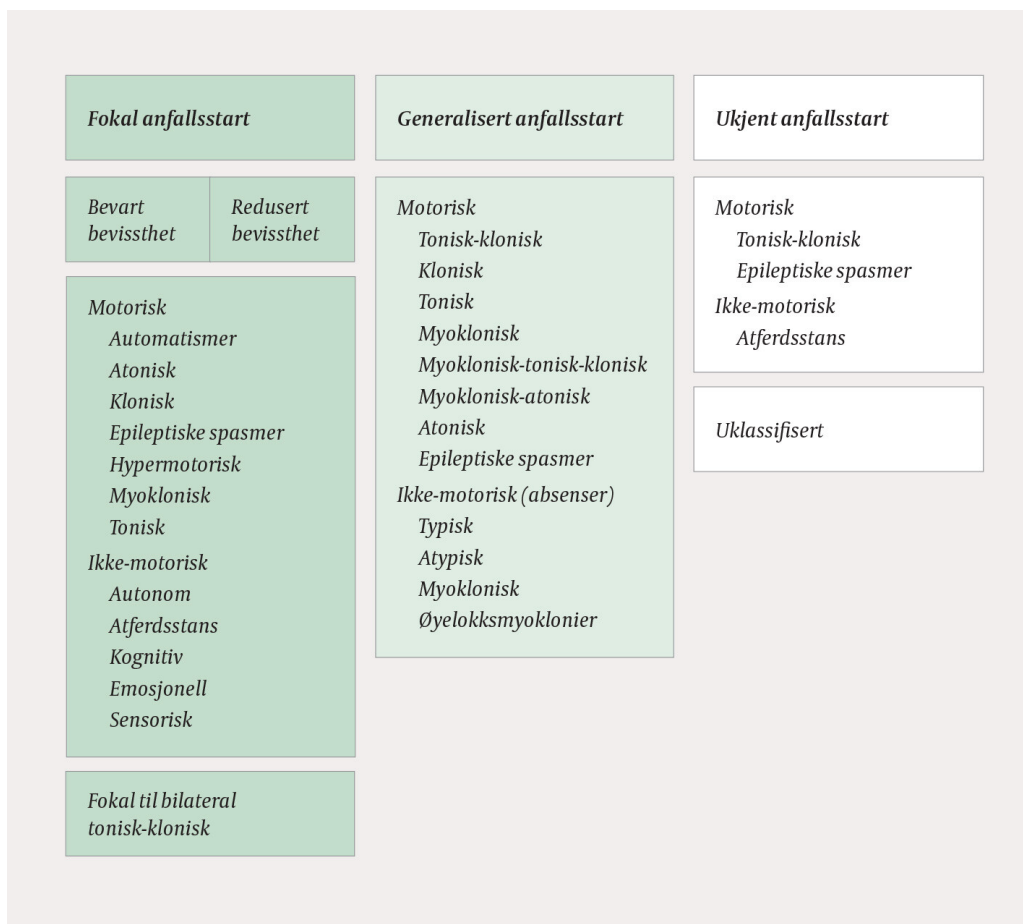 Fokal anfallsstart
Bevart
bevissthet
Redusert
bevissthet
Motorisk
Automatismer
Atonisk
Klonisk
Epileptiske spasmer
Hypermotorisk
Myoklonisk
Tonisk
Ikke-motorisk
Autonom
Atferdsstans
Kognitiv
Emosjonell
Sensorisk
Fokal til bilateral
tonisk-klonisk
Generalisert anfallsstart
Motorisk
Tonisk-klonisk
Klonisk
Tonisk
Myoklonisk
Myoklonisk-tonisk-klonisk
Myoklonisk-atonisk
Atonisk
Epileptiske spasmer
Ikke-motorisk (absenser)
Typisk
Atypisk
Myoklonisk
Øyelokksmyoklonier
Ukjent anfallsstart
Motorisk
Tonisk-klonisk
Epileptiske spasmer
Ikke-motorisk
Atferdsstans
Uklassifisert